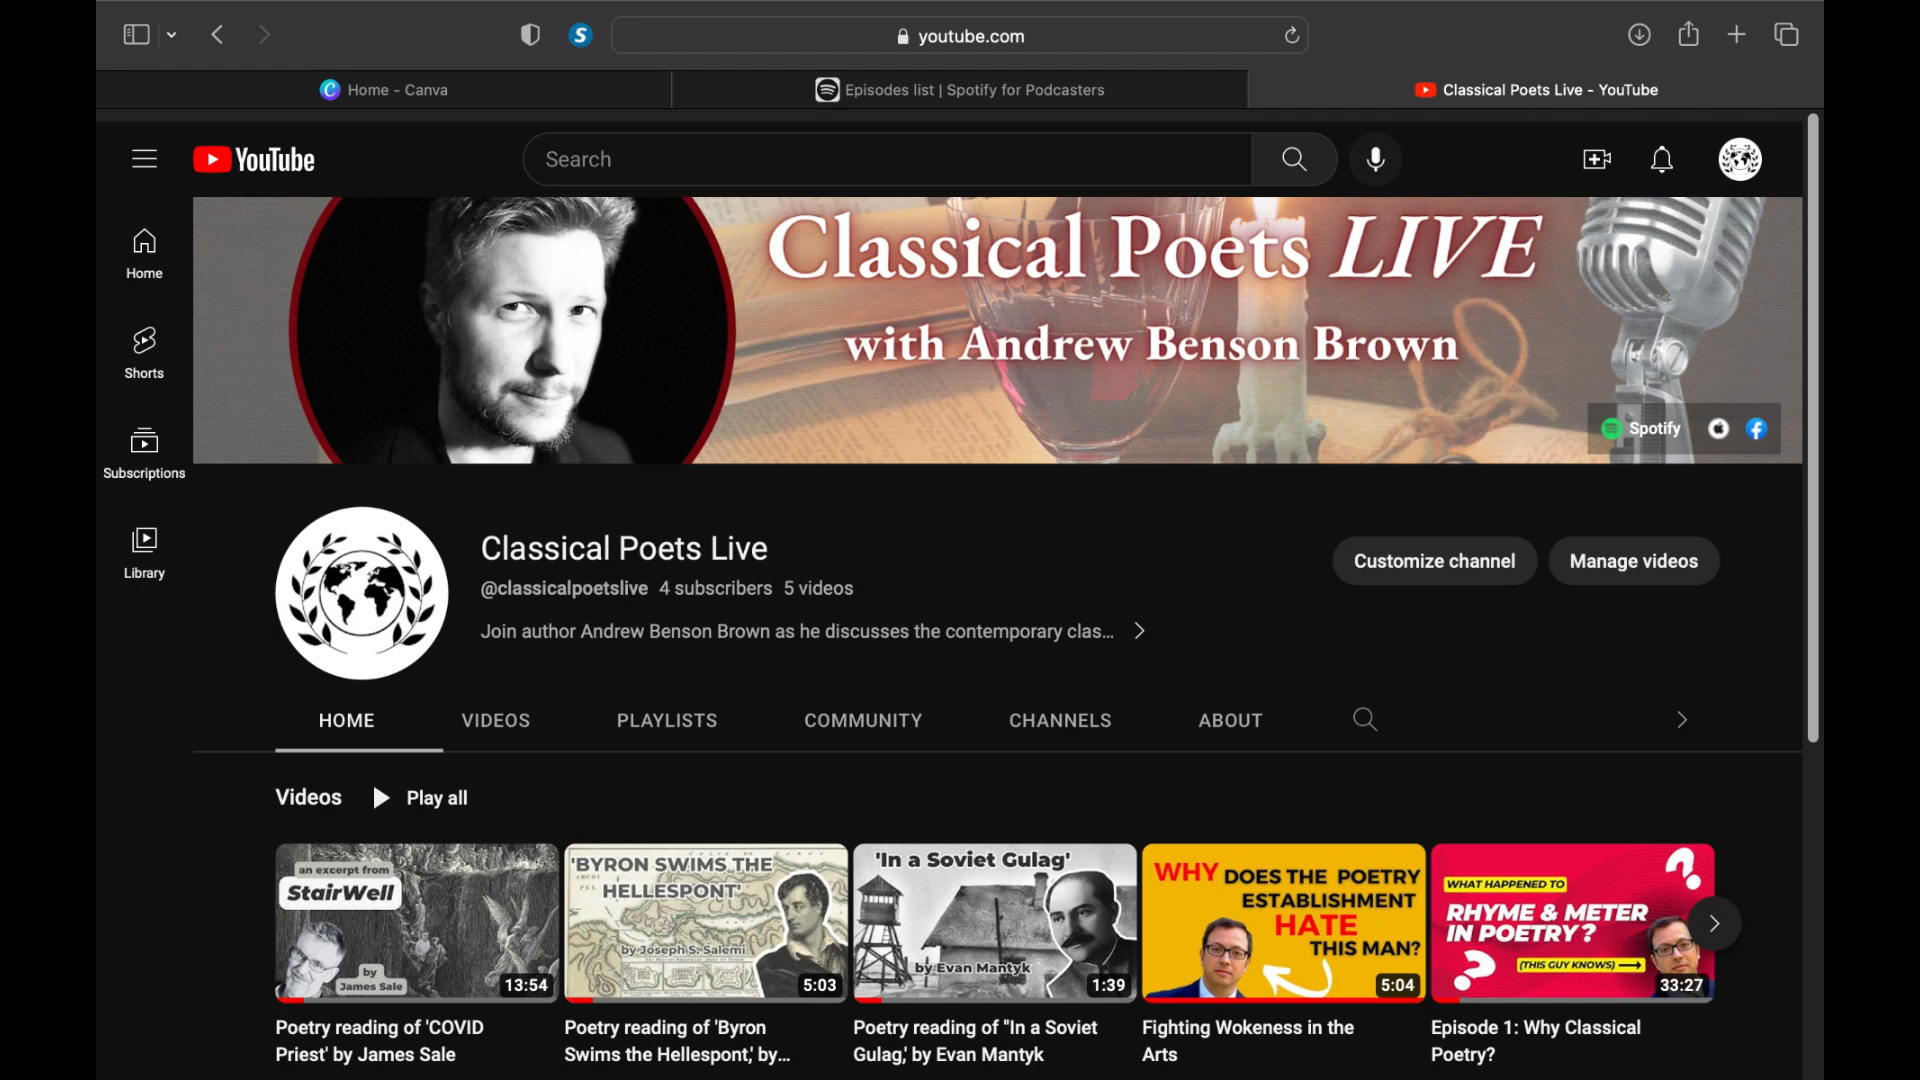 youtube.com
Home - Canva
Episodes list | Spotify for Podcasters
Classical Poets Live - YouTube
YouTube
Search
Home
Shorts
Subscriptions
Library
Classical Poets LIVE
with Andrew Benson Brown
Spotify
Classical Poets Live
@classicalpoetslive 4 subscribers 5 videos
Join author Andrew Benson Brown as he discusses the contemporary clas...
Customize channel
Manage videos
HOME
VIDEOS
PLAYLISTS
COMMUNITY
CHANNELS
ABOUT
Videos
Play all
an excerpt from
StairWell
by
James Sale
13:54
Poetry reading of 'COVID
Priest' by James Sale
'BYRON SWIMS THE
HELLESPONT'
by Joseph S. Salemi
5:03
Poetry reading of 'Byron
Swims the Hellespont,' by...
'In a Soviet Gulag'
by Evan Mantyk
1:39
Poetry reading of "In a Soviet
Gulag,' by Evan Mantyk
WHY DOES THE POETRY
ESTABLISHMENT
HATE
THIS MAN?
5:04
Fighting Wokeness in the
Arts
WHAT HAPPENED TO
RHYME & METER
IN POETRY?
(THIS GUY KNOWS)
33:27
Episode 1: Why Classical
Poetry?